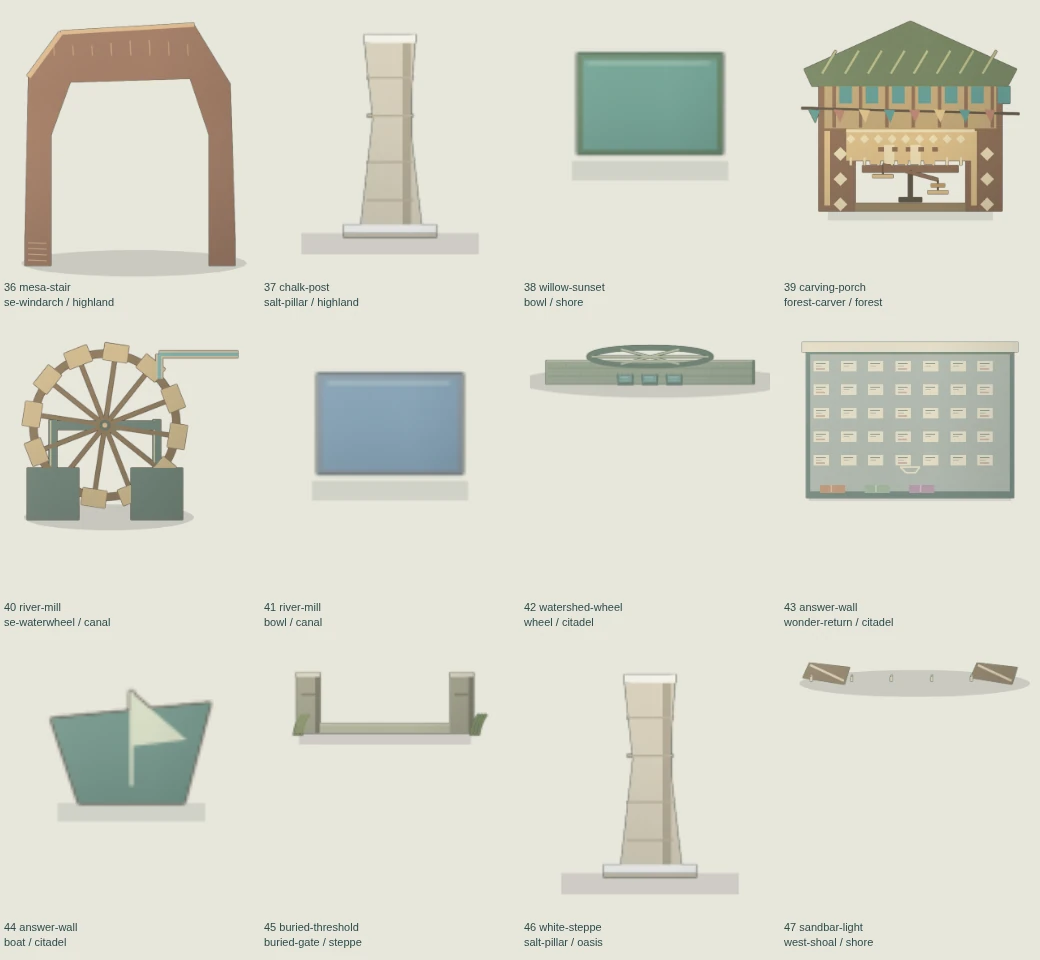 36 mesa-stair
se-windarch / highland
37 chalk-post
salt-pillar / highland
38 willow-sunset
bowl / shore
39 carving-porch
forest-carver / forest
40 river-mill
se-waterwheel / canal
41 river-mill
bowl / canal
42 watershed-wheel
wheel / citadel
43 answer-wall
wonder-return / citadel
44 answer-wall
boat / citadel
45 buried-threshold
buried-gate / steppe
46 white-steppe
salt-pillar / oasis
47 sandbar-light
west-shoal / shore